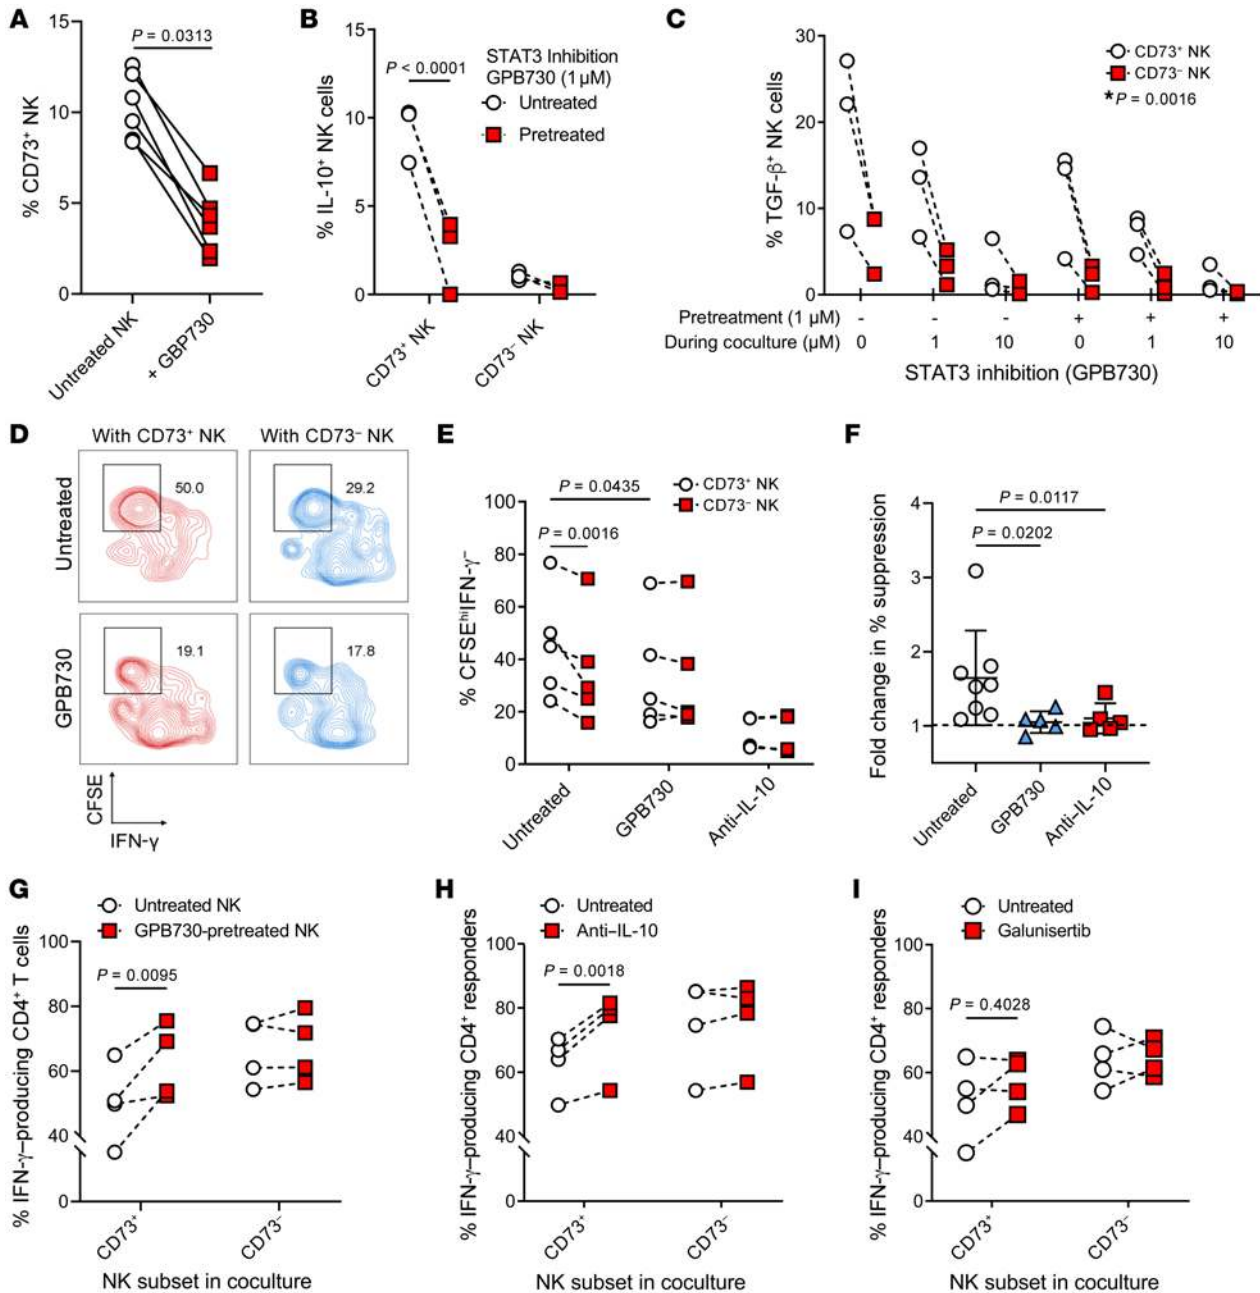 A
% CD73⁺ NK
15
10
5
0
P = 0.0313
Untreated NK
+ GBP730
B
% IL-10⁺ NK cells
15
10
5
0
P < 0.0001
STAT3 Inhibition
GPB730 (1 µM)
Untreated
Pretreated
CD73⁺ NK
CD73⁻ NK
C
% TGF-β⁺ NK cells
30
20
10
0
CD73⁺ NK
CD73⁻ NK
*P = 0.0016
Pretreatment (1 µM) - - - + + +
During coculture (µM) 0 1 10 0 1 10
STAT3 inhibition (GPB730)
D
With CD73⁺ NK With CD73⁻ NK
Untreated
50.0
29.2
GPB730
19.1
17.8
CFSE
IFN-γ
E
% CFSEʰⁱIFN-γ⁻
100
80
60
40
20
0
P = 0.0435
P = 0.0016
CD73⁺ NK
CD73⁻ NK
Untreated
GPB730
Anti–IL-10
F
Fold change in % suppression
4
3
2
1
P = 0.0117
P = 0.0202
Untreated
GPB730
Anti–IL-10
G
Untreated NK
GPB730-pretreated NK
% IFN-γ–producing CD4⁺ T cells
100
80
60
40
0
P = 0.0095
CD73⁺
CD73⁻
NK subset in coculture
H
Untreated
Anti–IL-10
% IFN-γ–producing CD4⁺ responders
100
80
60
40
0
P = 0.0018
CD73⁺
CD73⁻
NK subset in coculture
I
Untreated
Galunisertib
% IFN-γ–producing CD4⁺ responders
100
80
60
40
0
P = 0.4028
CD73⁺
CD73⁻
NK subset in coculture